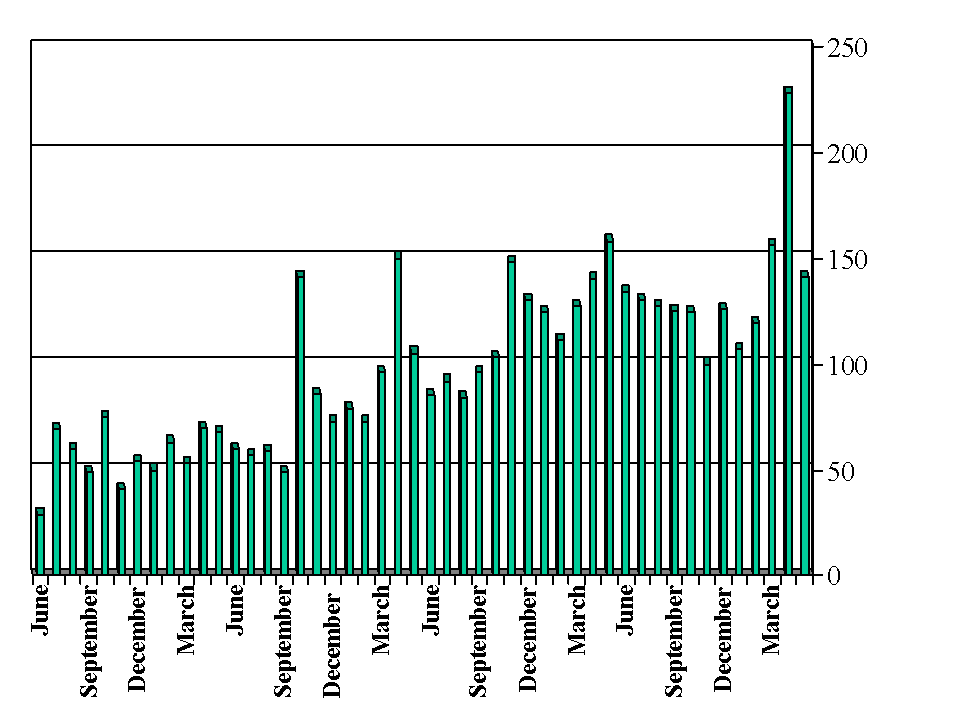 250
200
150
100
50
0
June
September
December
March
June
September
December
March
June
September
December
March
June
September
December
March